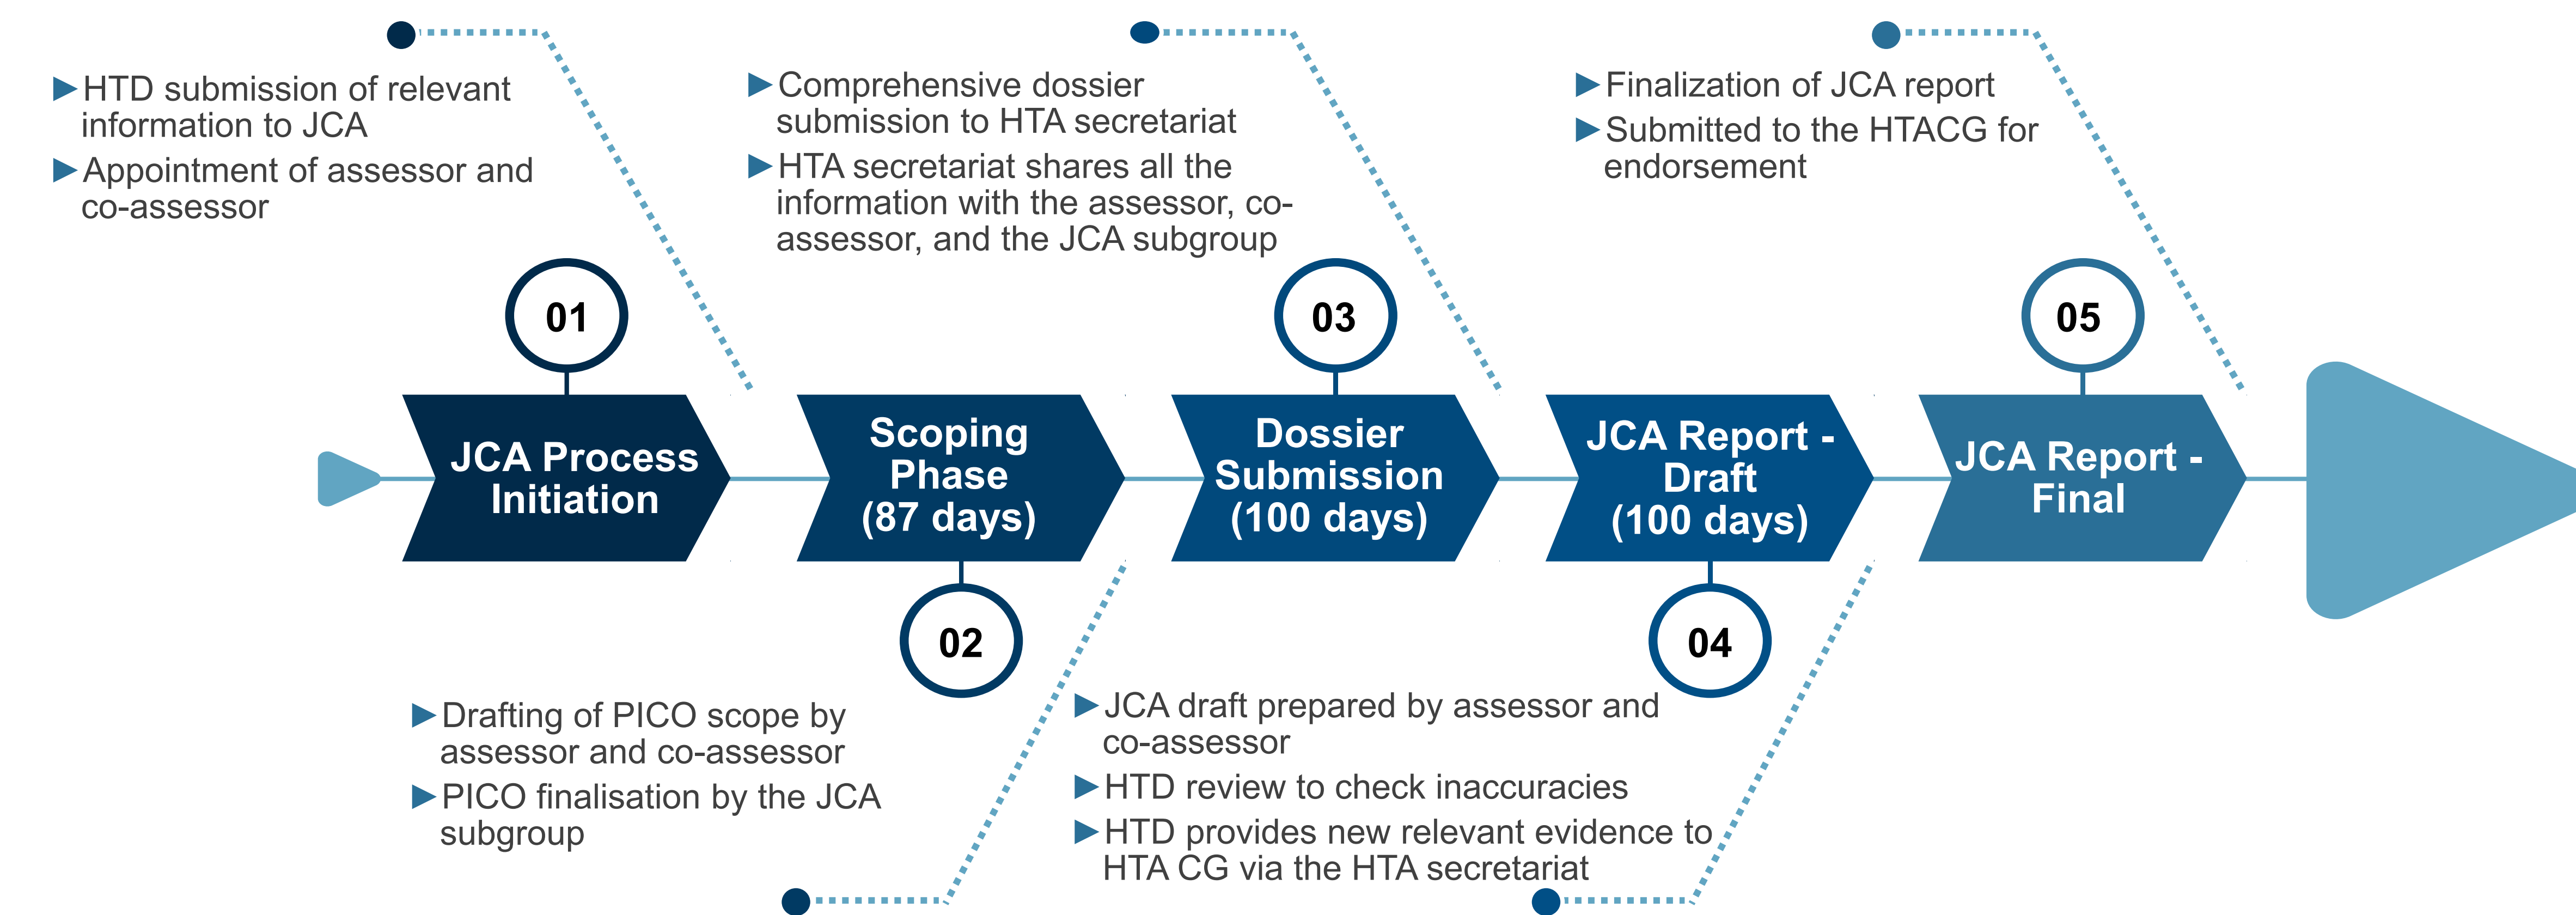 HTD submission of relevant
information to JCA
Appointment of assessor and
co-assessor
Comprehensive dossier
submission to HTA secretariat
HTA secretariat shares all the
information with the assessor, co-
assessor, and the JCA subgroup
Finalization of JCA report
Submitted to the HTACG for
endorsement
01
03
05
JCA Process
Initiation
Scoping
Phase
(87 days)
Dossier
Submission
(100 days)
JCA Report -
Draft
(100 days)
JCA Report -
Final
02
04
Drafting of PICO scope by
assessor and co-assessor
PICO finalisation by the JCA
subgroup
JCA draft prepared by assessor and
co-assessor
HTD review to check inaccuracies
HTD provides new relevant evidence to
HTA CG via the HTA secretariat